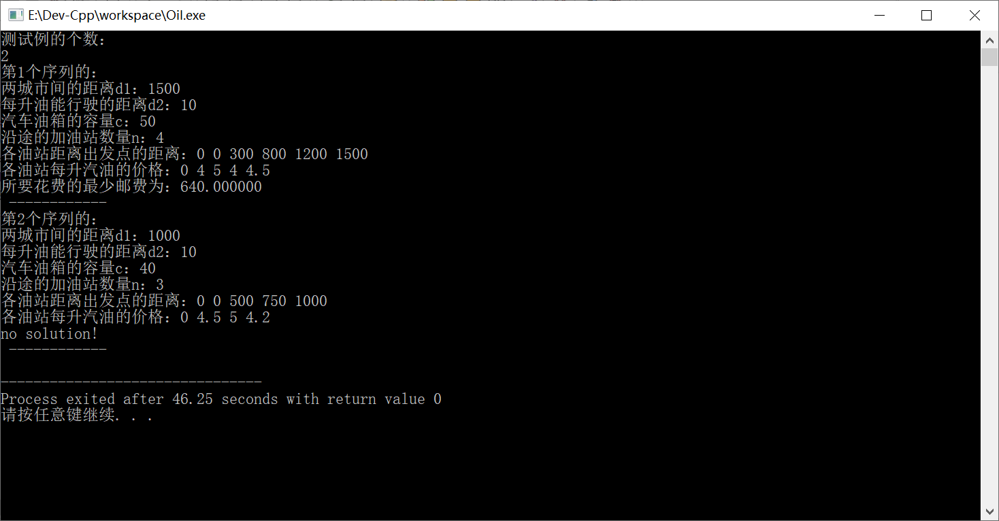 E:\Dev-Cpp\workspace\Oil.exe
测试例的个数：
2
第1个序列的：
两城市间的距离d1：1500
每升油能行驶的距离d2：10
汽车油箱的容量c：50
沿途的加油站数量n：4
各油站距离出发点的距离：0 0 300 800 1200 1500
各油站每升汽油的价格：0 4 5 4 4.5
所要花费的最少邮费为：640.000000
------------
第2个序列的：
两城市间的距离d1：1000
每升油能行驶的距离d2：10
汽车油箱的容量c：40
沿途的加油站数量n：3
各油站距离出发点的距离：0 0 500 750 1000
各油站每升汽油的价格：0 4.5 5 4.2
no solution!
------------
--------------------------------
Process exited after 46.25 seconds with return value 0
请按任意键继续. . .